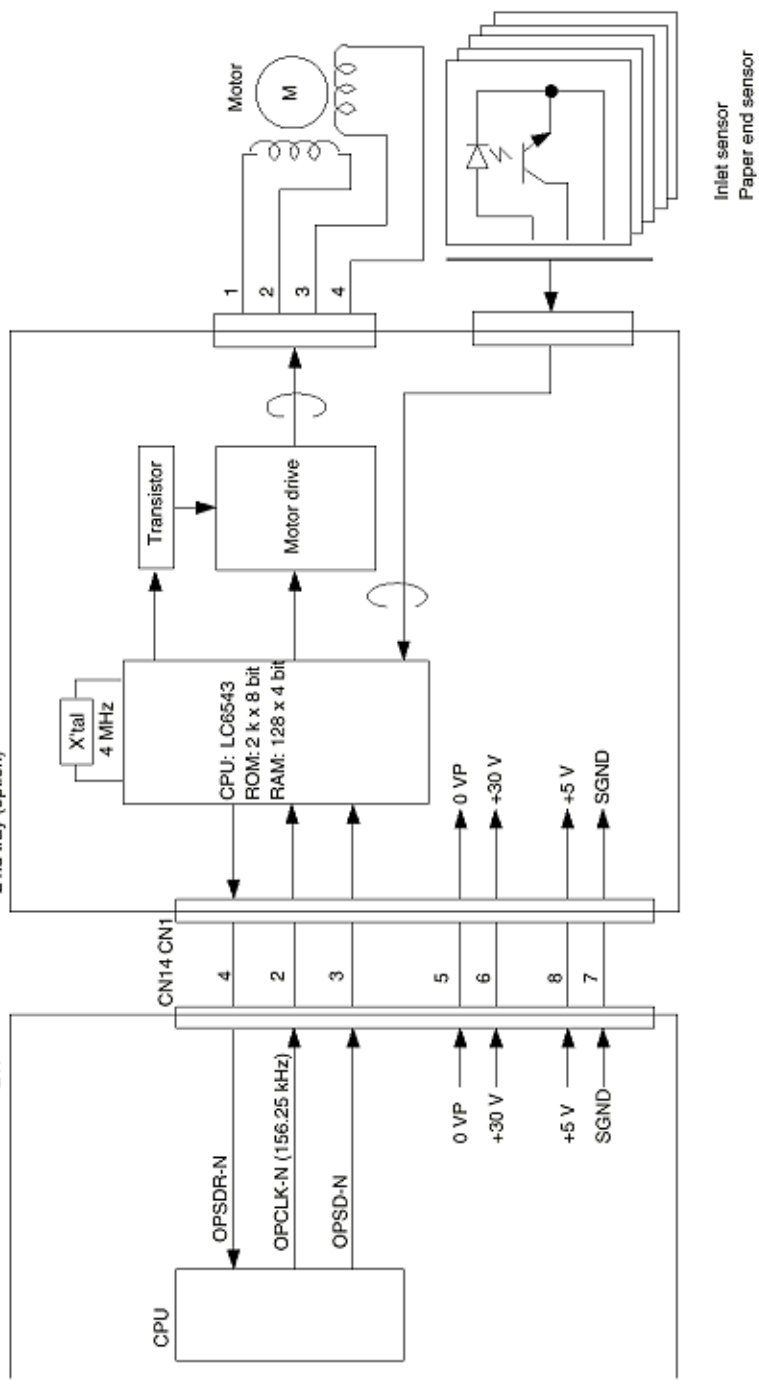 CN14 CN1
CPU
OPSDR-N
OPCLK-N (156.25 kHz)
OPSD-N
0 VP
+30 V
+5 V
SGND
4
2
3
5
6
8
7
0 VP
+30 V
+5 V
SGND
X'tal
4 MHz
CPU: LC6543
ROM: 2 k x 8 bit
RAM: 128 x 4 bit
Transistor
Motor drive
1
2
3
4
Motor
M
Inlet sensor
Paper end sensor